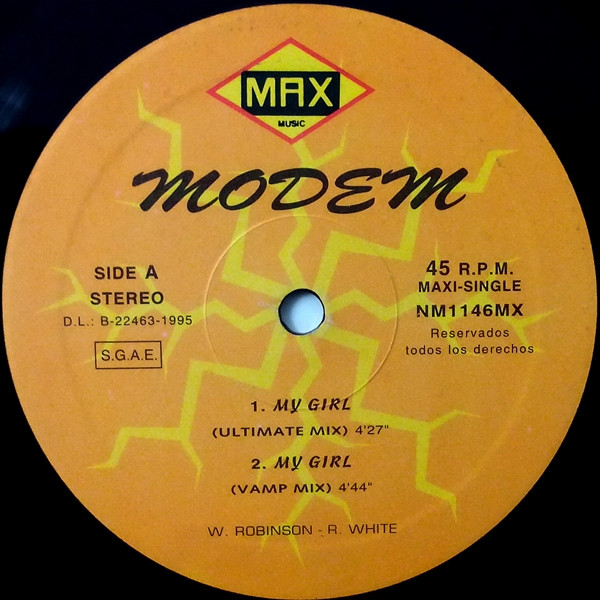 MAX
MUSIC
MODEM
SIDE A
STEREO
D.L.: B-22463-1995
S.G.A.E.
45 R.P.M.
MAXI-SINGLE
NM1146MX
Reservados
todos los derechos
1. MY GIRL
(ULTIMATE MIX) 4'27"
2. MY GIRL
(VAMP MIX) 4'44"
W. ROBINSON - R. WHITE